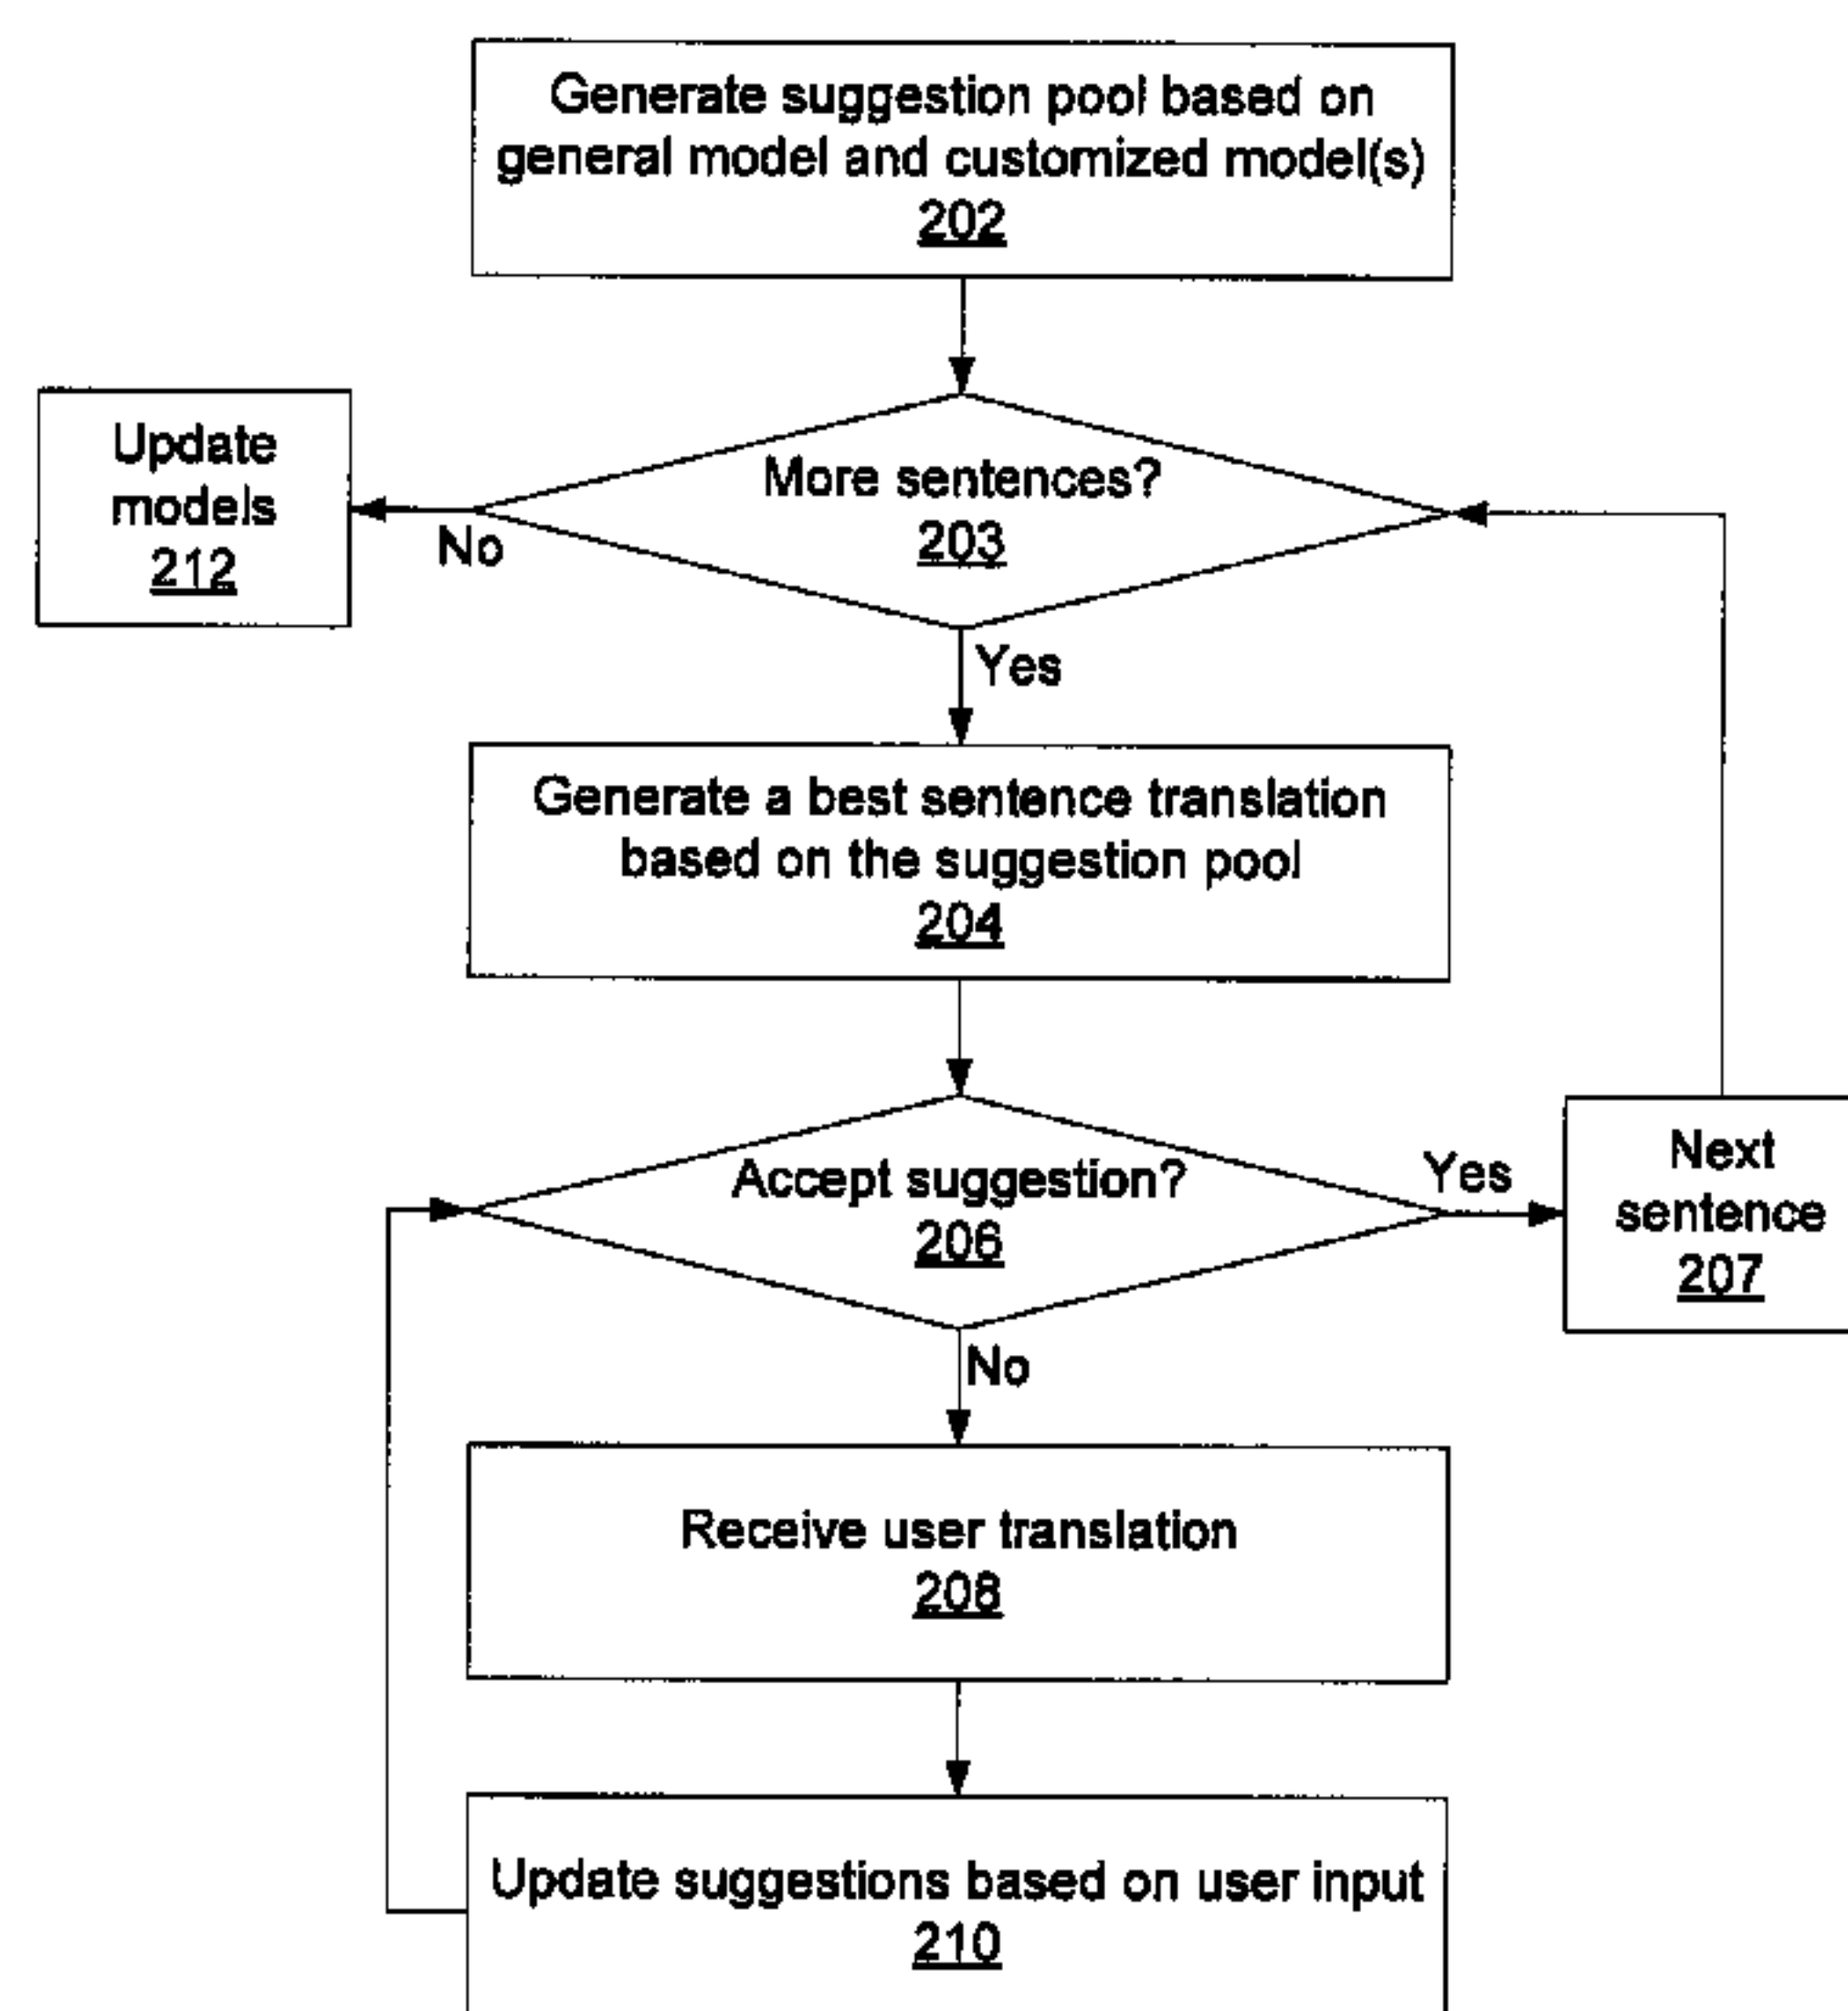 Generate suggestion pool based on
general model and customized model(s)
202
Update
models
212
More sentences?
203
No
Yes
Generate a best sentence translation
based on the suggestion pool
204
Accept suggestion?
206
Yes
Next
sentence
207
No
Receive user translation
208
Update suggestions based on user input
210